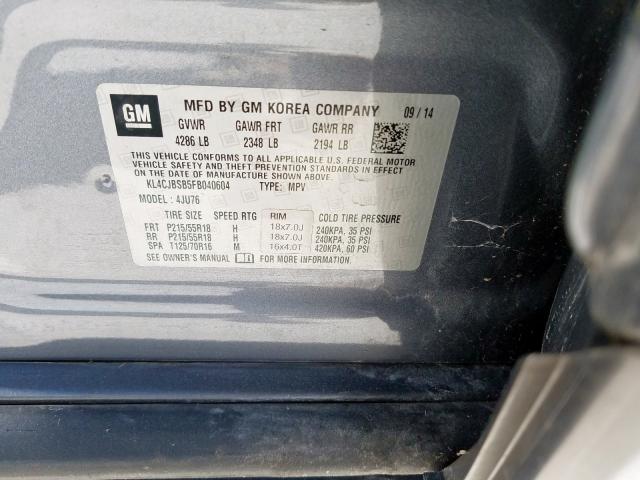 GM MFD BY GM KOREA COMPANY 09/14
GVWR GAWR FRT GAWR RR
4286 LB 2348 LB 2194 LB
THIS VEHICLE CONFORMS TO ALL APPLICABLE U.S. FEDERAL MOTOR
VEHICLE SAFETY AND THEFT PREVENTION STANDARDS IN EFFECT ON
THE DATE OF MANUFACTURE SHOWN ABOVE.
KL4CJBSB5FB040604 TYPE: MPV
MODEL : 4JU76
TIRE SIZE SPEED RTG RIM COLD TIRE PRESSURE
FRT P215/55R18 H 18x7.0J 240KPA, 35 PSI
RR P215/55R18 H 18x7.0J 240KPA, 35 PSI
SPA T125/70R16 M 16x4.0T 420KPA, 60 PSI
SEE OWNER'S MANUAL FOR MORE INFORMATION.